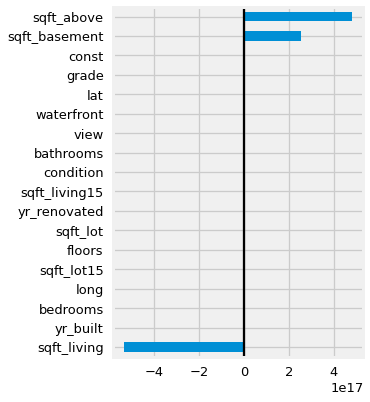 sqft_above
sqft_basement
const
grade
lat
waterfront
view
bathrooms
condition
sqft_living15
yr_renovated
sqft_lot
floors
sqft_lot15
long
bedrooms
yr_built
sqft_living
−4 −2 0 2 4
1e17